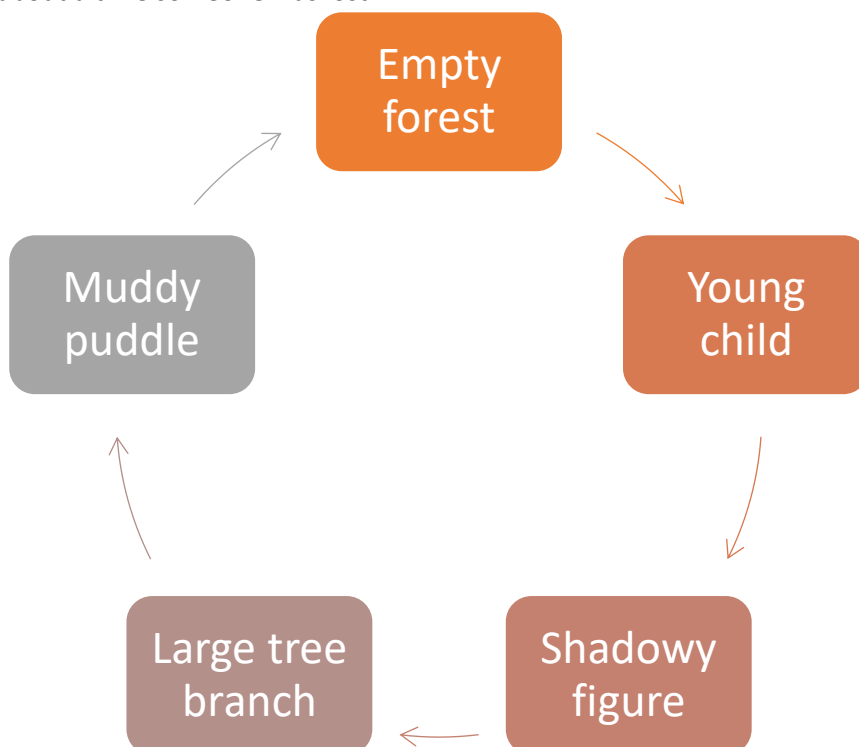 Empty
forest
Young
child
Shadowy
figure
Large tree
branch
Muddy
puddle